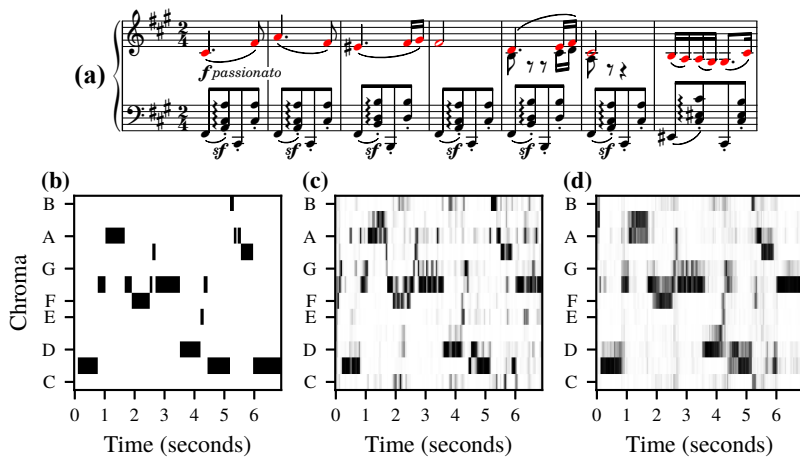 (a)
2
4
f passionato
2
4
sf sf sf sf sf sf
(b) (c) (d)
Chroma
B
A
G
F
E
D
C
0 1 2 3 4 5 6
Time (seconds)
B
A
G
F
E
D
C
0 1 2 3 4 5 6
Time (seconds)
B
A
G
F
E
D
C
0 1 2 3 4 5 6
Time (seconds)